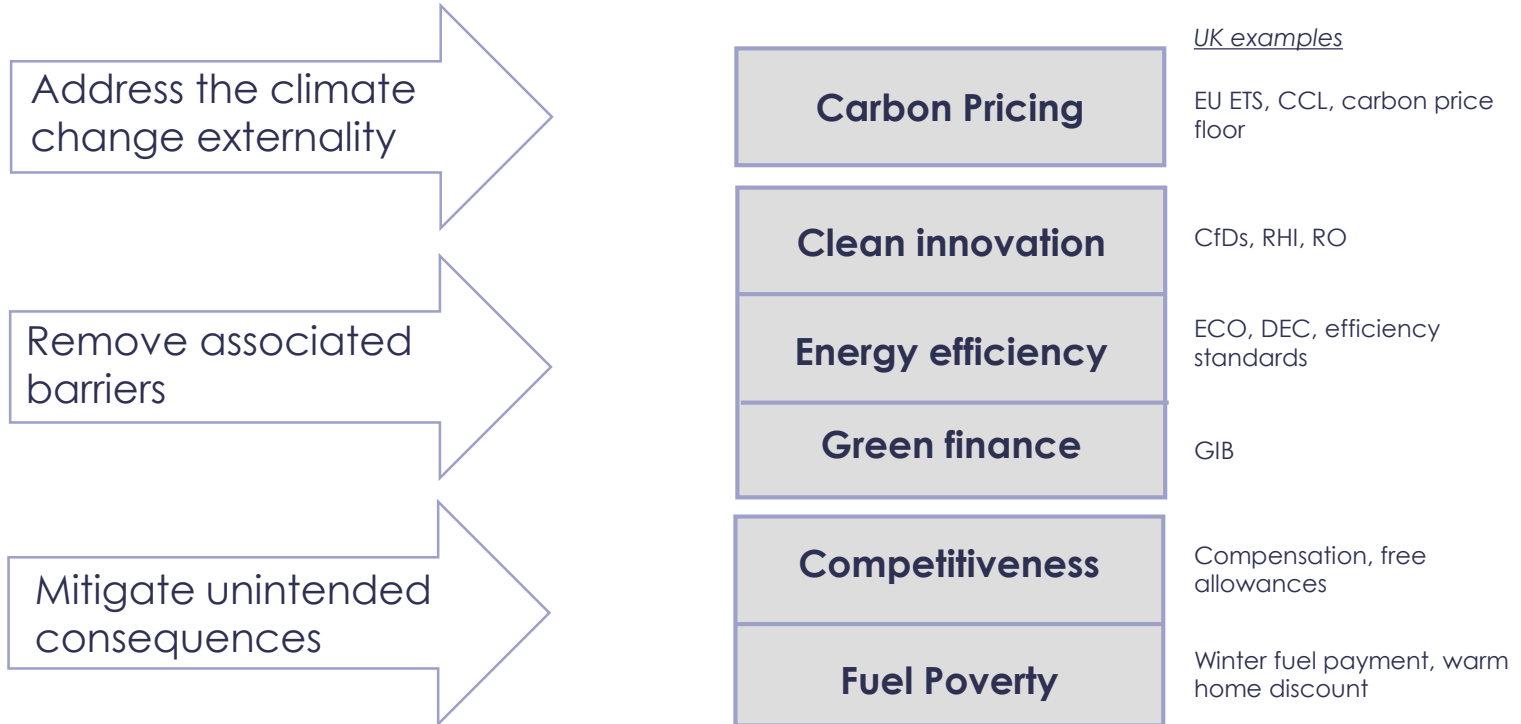 Address the climate
change externality
Remove associated
barriers
Mitigate unintended
consequences
Carbon Pricing
Clean innovation
Energy efficiency
Green finance
Competitiveness
Fuel Poverty
UK examples
EU ETS, CCL, carbon price
floor
CfDs, RHI, RO
ECO, DEC, efficiency
standards
GIB
Compensation, free
allowances
Winter fuel payment, warm
home discount